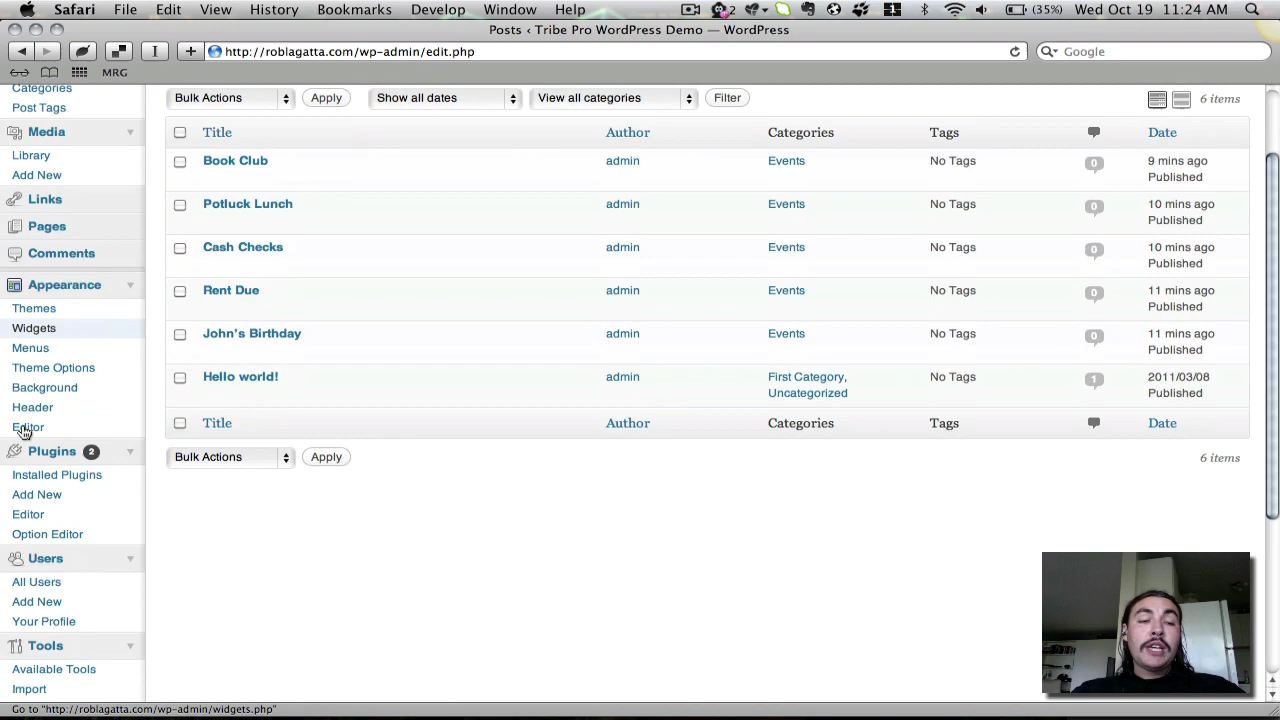 Safari File Edit View History Bookmarks Develop Window Help 2 1 (35%) Wed Oct 19 11:24 AM
Posts ‹ Tribe Pro WordPress Demo — WordPress
http://roblagatta.com/wp-admin/edit.php
Google
MRG
Categories
Post Tags
Media
Library
Add New
Links
Pages
Comments
Appearance
Themes
Widgets
Menus
Theme Options
Background
Header
Editor
Plugins 2
Installed Plugins
Add New
Editor
Option Editor
Users
All Users
Add New
Your Profile
Tools
Available Tools
Import
Bulk Actions Apply Show all dates View all categories Filter 6 items
Title Author Categories Tags Date
Book Club admin Events No Tags 0 9 mins ago
Published
Potluck Lunch admin Events No Tags 0 10 mins ago
Published
Cash Checks admin Events No Tags 0 10 mins ago
Published
Rent Due admin Events No Tags 0 11 mins ago
Published
John's Birthday admin Events No Tags 0 11 mins ago
Published
Hello world! admin First Category, No Tags 1 2011/03/08
Uncategorized Published
Title Author Categories Tags Date
Bulk Actions Apply 6 items
Go to "http://roblagatta.com/wp-admin/widgets.php"